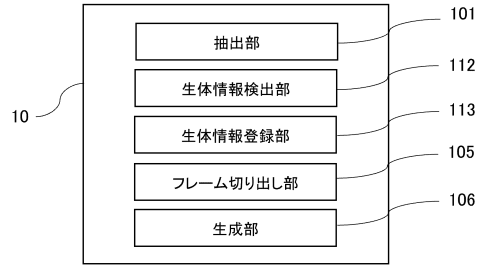 抽出部 101
生体情報検出部 112
10
生体情報登録部 113
フレーム切り出し部 105
生成部 106